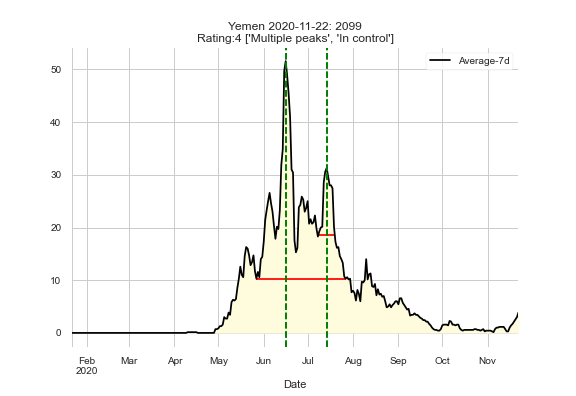 Yemen 2020-11-22: 2099
Rating:4 ['Multiple peaks', 'In control']
Average-7d
50
40
30
20
10
0
Feb Mar Apr May Jun Jul Aug Sep Oct Nov
2020
Date